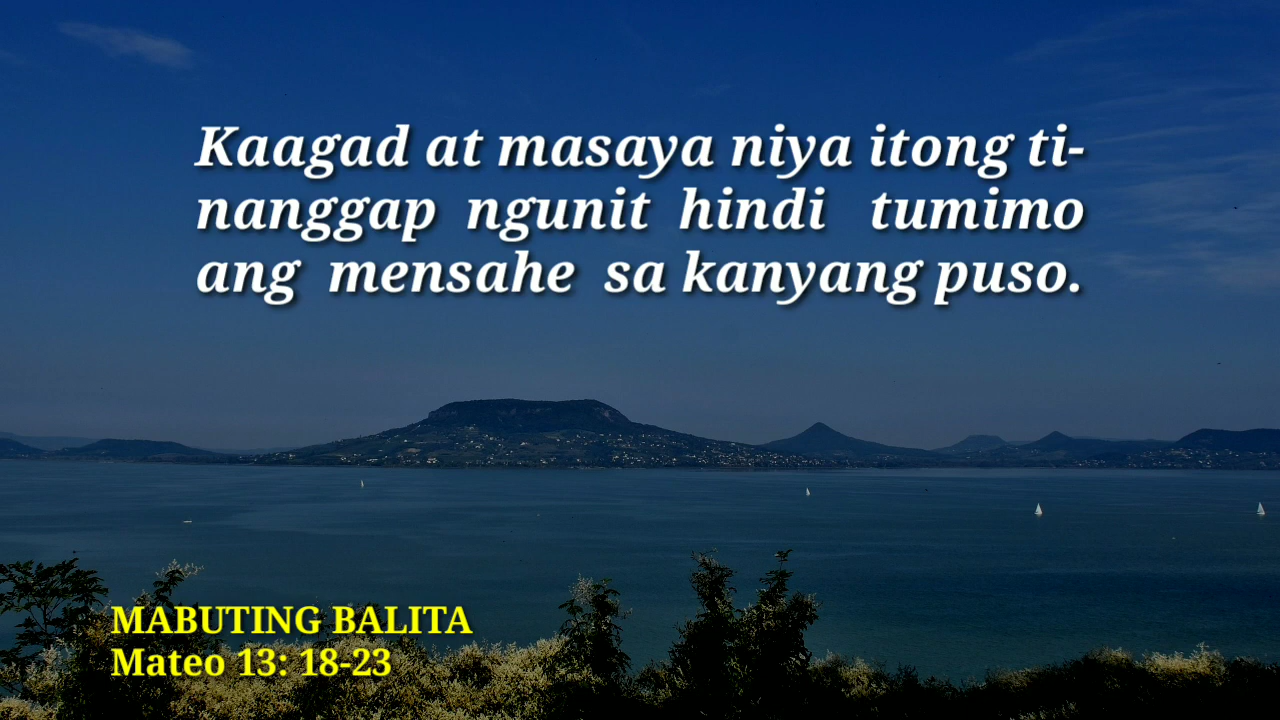 Kaagad at masaya niya itong ti-
nanggap ngunit hindi tumimo
ang mensahe sa kanyang puso.
MABUTING BALITA
Mateo 13: 18-23